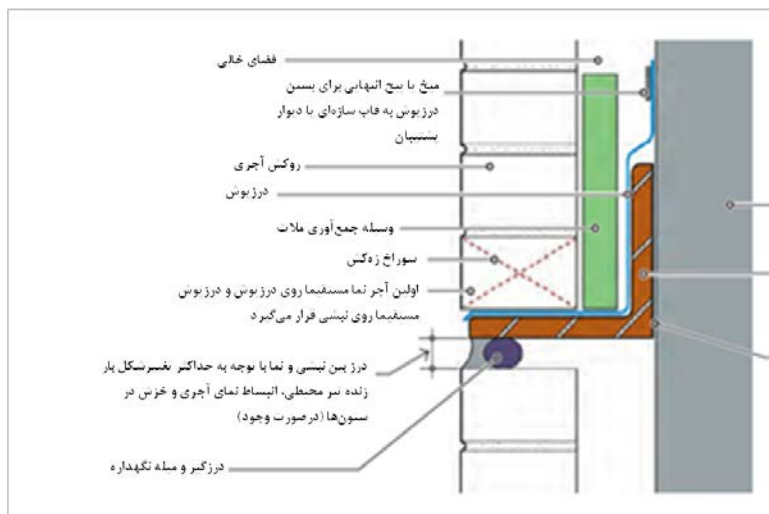 فضای خالی
میخ یا پیچ انتهایی برای بستن
درزپوش به قاب سازه‌ای یا دیوار
پشتیبان
روکش آجری
درزپوش
وسیله جمع‌آوری ملات
سوراخ زه‌کش
اولین آجر نما مستقیما روی درزپوش و درزپوش
مستقیما روی نبشی قرار می‌گیرد
درز بین نبشی و نما با توجه به حداکثر تغییرشکل بار
زنده تیر محیطی، انبساط نمای آجری و خزش در
ستون‌ها (درصورت وجود)
درزگیر و میله نگهداره